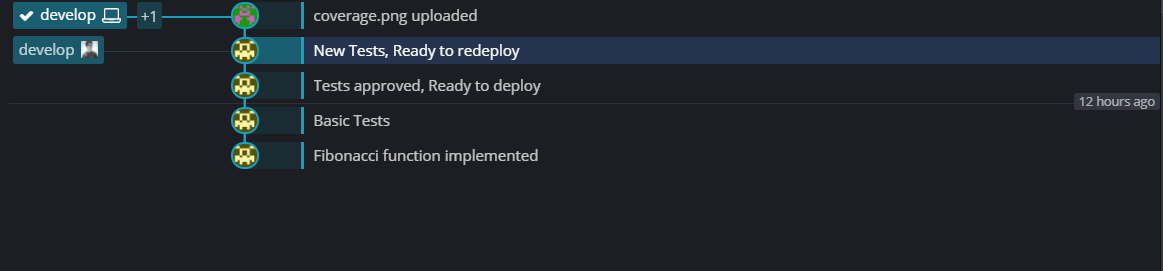 develop +1 coverage.png uploaded
develop New Tests, Ready to redeploy
Tests approved, Ready to deploy
12 hours ago
Basic Tests
Fibonacci function implemented